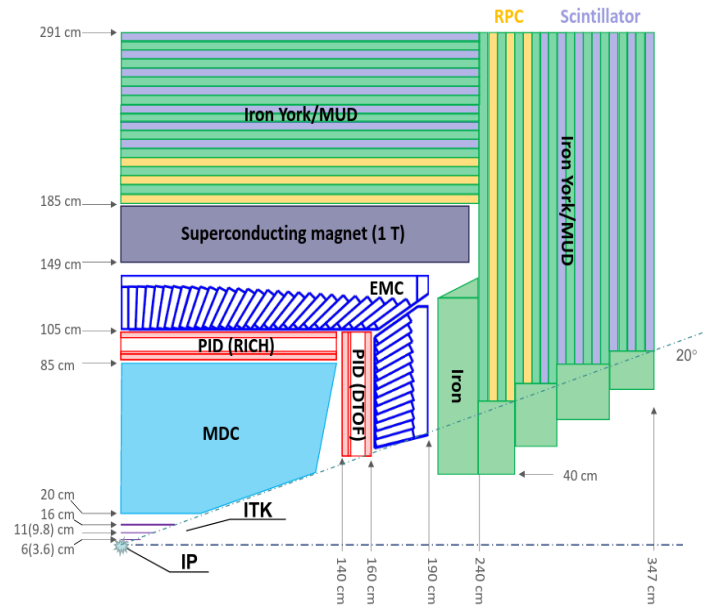 RPC Scintillator
291 cm
Iron York/MUD
Iron York/MUD
185 cm
Superconducting magnet (1 T)
149 cm
EMC
105 cm
PID (RICH)
PID (DTOF)
Iron
20°
85 cm
MDC
40 cm
20 cm
16 cm
ITK
11(9.8) cm
6(3.6) cm
IP
140 cm
160 cm
190 cm
240 cm
347 cm